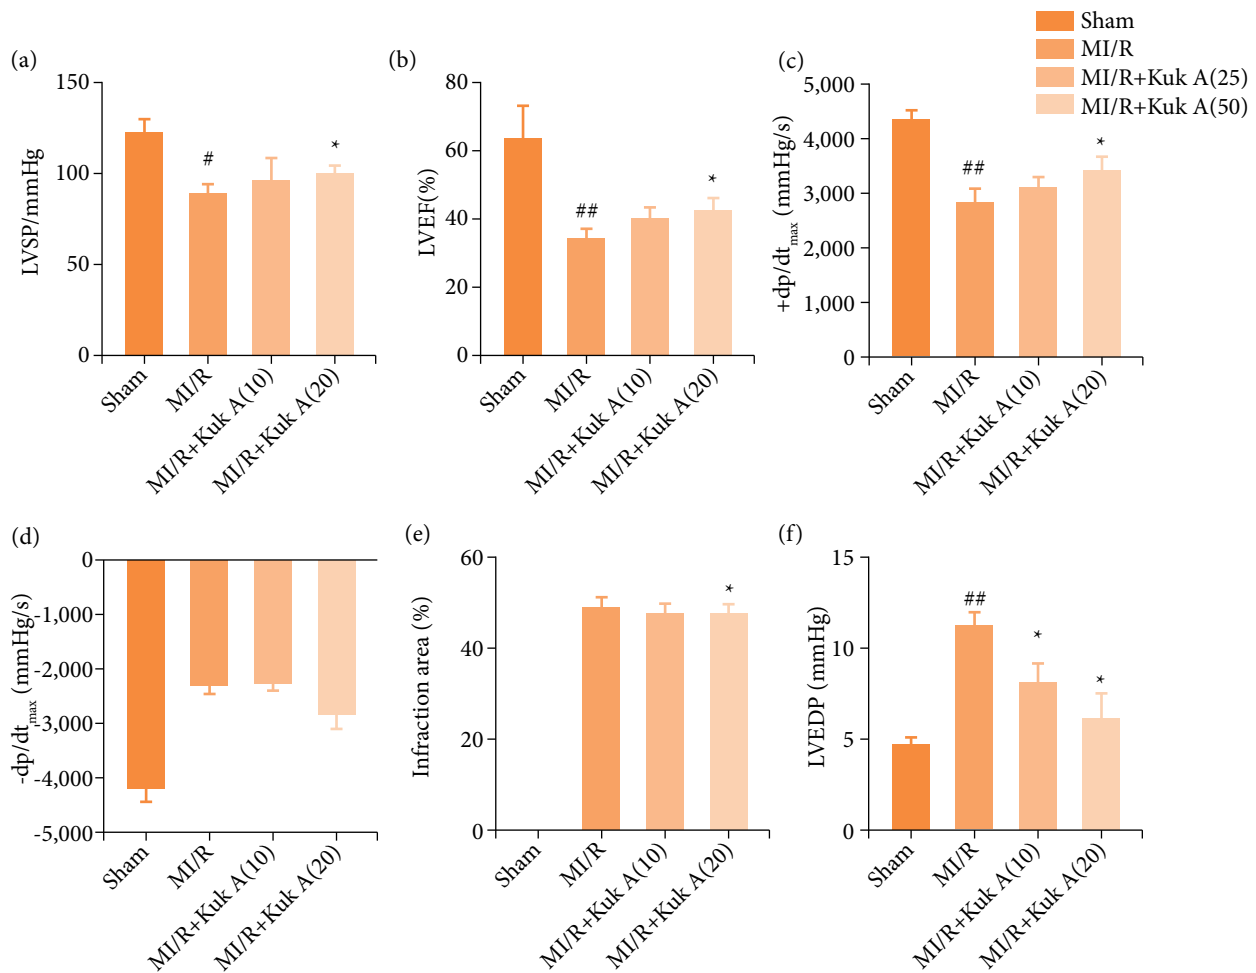 Sham
MI/R
MI/R+Kuk A(25)
MI/R+Kuk A(50)
(a)
LVSP/mmHg
150
100
50
0
#
*
Sham
MI/R
MI/R+Kuk A(10)
MI/R+Kuk A(20)
(b)
LVEF(%)
80
60
40
20
0
##
*
Sham
MI/R
MI/R+Kuk A(10)
MI/R+Kuk A(20)
(c)
+dp/dtmax (mmHg/s)
5,000
4,000
3,000
2,000
1,000
0
##
*
Sham
MI/R
MI/R+Kuk A(10)
MI/R+Kuk A(20)
(d)
-dp/dtmax (mmHg/s)
0
-1,000
-2,000
-3,000
-4,000
-5,000
Sham
MI/R
MI/R+Kuk A(10)
MI/R+Kuk A(20)
(e)
Infraction area (%)
60
40
20
0
*
Sham
MI/R
MI/R+Kuk A(10)
MI/R+Kuk A(20)
(f)
LVEDP (mmHg)
15
10
5
0
##
*
*
Sham
MI/R
MI/R+Kuk A(10)
MI/R+Kuk A(20)